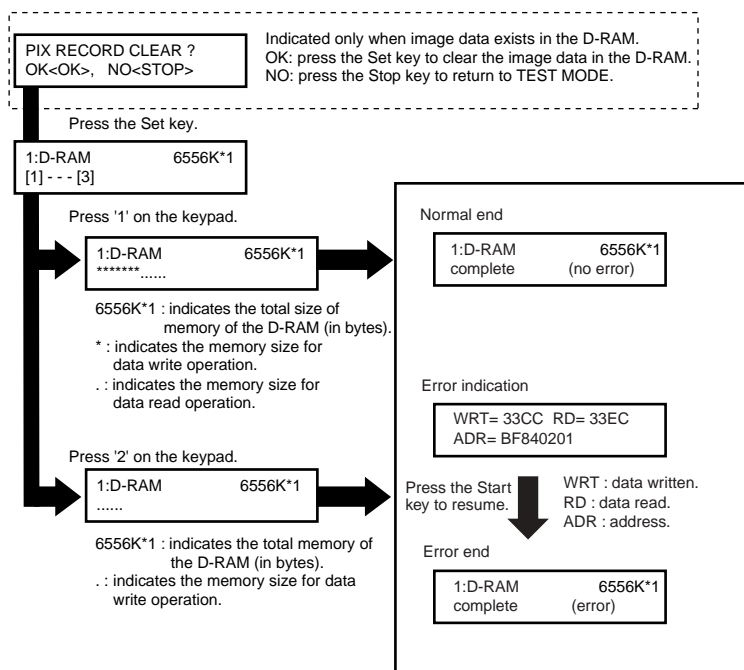 PIX RECORD CLEAR ?
OK<OK>, NO<STOP>
Indicated only when image data exists in the D-RAM.
OK: press the Set key to clear the image data in the D-RAM.
NO: press the Stop key to return to TEST MODE.
Press the Set key.
1:D-RAM 6556K*1
[1] - - - [3]
Press '1' on the keypad.
1:D-RAM 6556K*1
*******......
6556K*1 : indicates the total size of
memory of the D-RAM (in bytes).
* : indicates the memory size for
data write operation.
. : indicates the memory size for
data read operation.
Press '2' on the keypad.
1:D-RAM 6556K*1
......
6556K*1 : indicates the total memory of
the D-RAM (in bytes).
. : indicates the memory size for data
write operation.
Normal end
1:D-RAM 6556K*1
complete (no error)
Error indication
WRT= 33CC RD= 33EC
ADR= BF840201
Press the Start
key to resume.
WRT : data written.
RD : data read.
ADR : address.
Error end
1:D-RAM 6556K*1
complete (error)